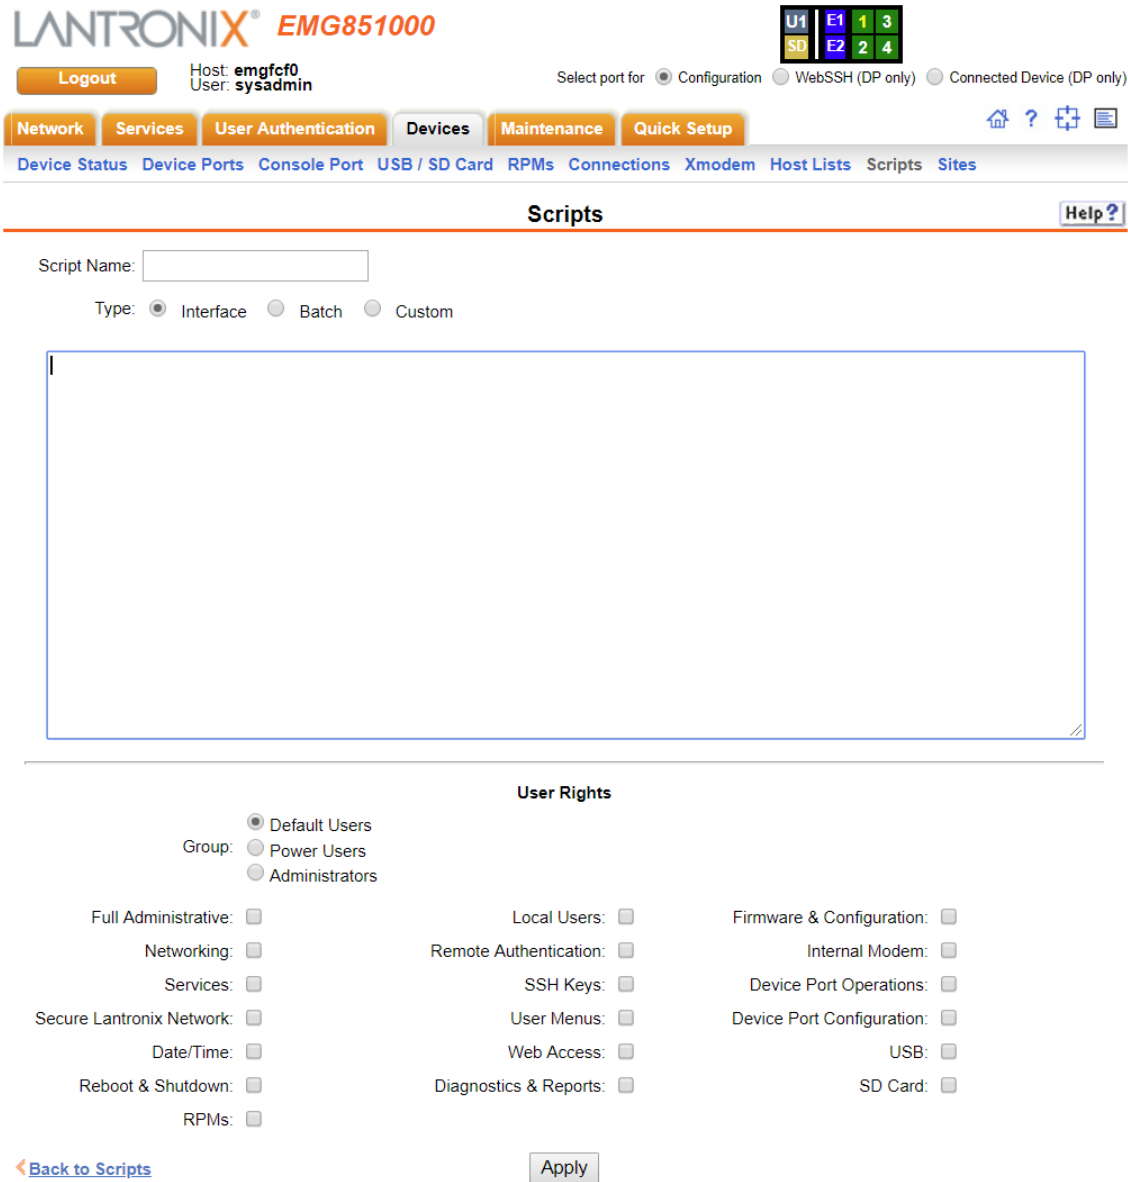 LANTRONIX® EMG851000
U1 E1 1 3
SD E2 2 4
Logout
Host: emgfcf0
User: sysadmin
Select port for Configuration WebSSH (DP only) Connected Device (DP only)
Network Services User Authentication Devices Maintenance Quick Setup
?
Device Status Device Ports Console Port USB / SD Card RPMs Connections Xmodem Host Lists Scripts Sites
Scripts
Help?
Script Name:
Type: Interface Batch Custom
User Rights
Group:
Default Users
Power Users
Administrators
Full Administrative: Local Users: Firmware & Configuration:
Networking: Remote Authentication: Internal Modem:
Services: SSH Keys: Device Port Operations:
Secure Lantronix Network: User Menus: Device Port Configuration:
Date/Time: Web Access: USB:
Reboot & Shutdown: Diagnostics & Reports: SD Card:
RPMs:
Back to Scripts
Apply